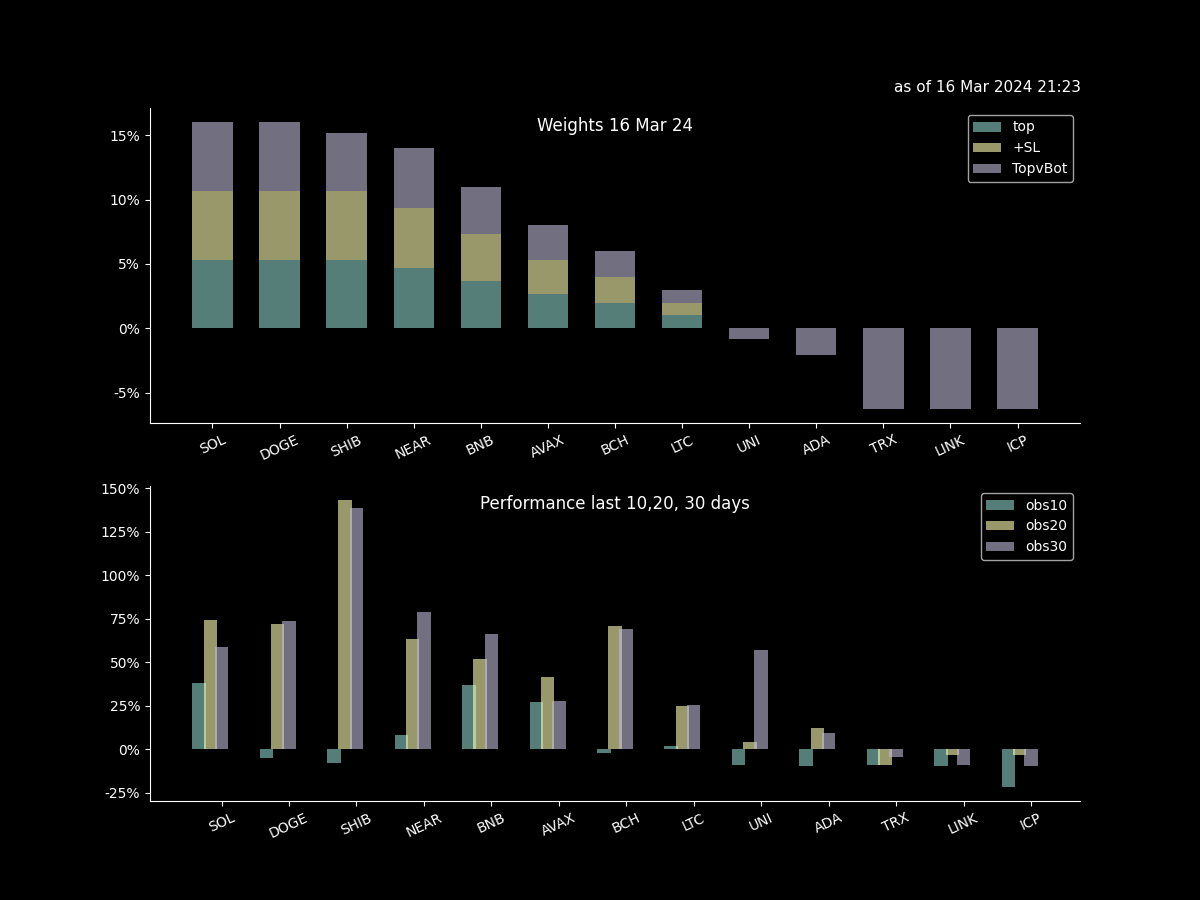 as of 16 Mar 2024 21:23
Weights 16 Mar 24
top
+SL
TopvBot
15%
10%
5%
0%
-5%
SOL DOGE SHIB NEAR BNB AVAX BCH LTC UNI ADA TRX LINK ICP
Performance last 10,20, 30 days
obs10
obs20
obs30
150%
125%
100%
75%
50%
25%
0%
-25%
SOL DOGE SHIB NEAR BNB AVAX BCH LTC UNI ADA TRX LINK ICP